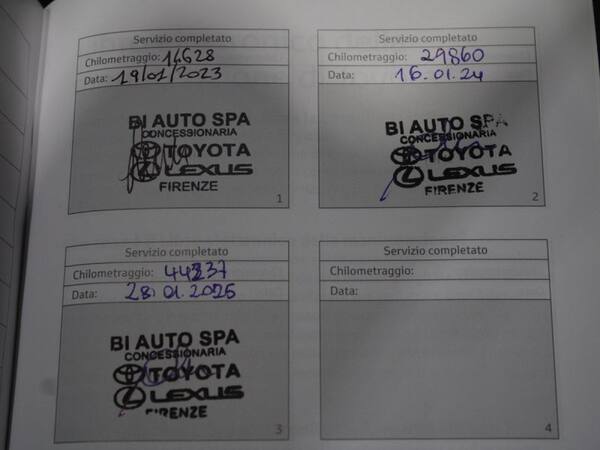 Servizio completato
Chilometraggio: 14628
Data: 19/01/2023
BI AUTO SPA
CONCESSIONARIA
TOYOTA
LEXUS
FIRENZE
1
Servizio completato
Chilometraggio: 29860
Data: 16.01.24
BI AUTO SPA
CONCESSIONARIA
TOYOTA
LEXUS
FIRENZE
2
Servizio completato
Chilometraggio:
Data: 28.01.2025
BI AUTO SPA
CONCESSIONARIA
TOYOTA
LEXUS
FIRENZE
3
Servizio completato
Chilometraggio:
Data:
4